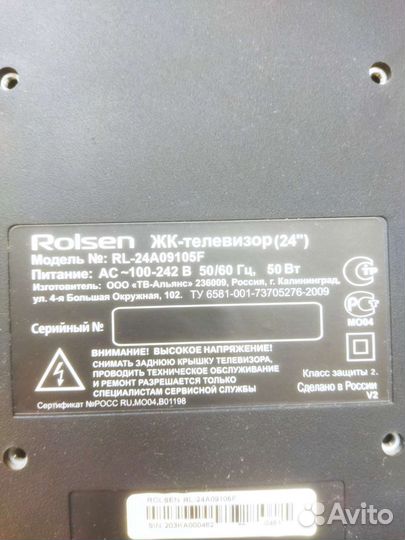 Rolsen ЖК-телевизор (24")
Модель №: RL-24A09105F
Питание: AC ~100-242 В 50/60 Гц, 50 Вт
Изготовитель: ООО «ТВ-Альянс» 236009, Россия, г. Калининград,
ул. 4-я Большая Окружная, 102. ТУ 6581-001-73705276-2009
Серийный №
МО04
ВНИМАНИЕ! ВЫСОКОЕ НАПРЯЖЕНИЕ!
СНИМАТЬ ЗАДНЮЮ КРЫШКУ ТЕЛЕВИЗОРА,
ПРОВОДИТЬ ТЕХНИЧЕСКОЕ ОБСЛУЖИВАНИЕ
И РЕМОНТ РАЗРЕШАЕТСЯ ТОЛЬКО
СПЕЦИАЛИСТАМ СЕРВИСНОЙ СЛУЖБЫ
Класс защиты 2.
Сделано в России
V2
Сертификат №РОСС RU,МО04,В01198
ROLSEN RL-24A09105F
Avito